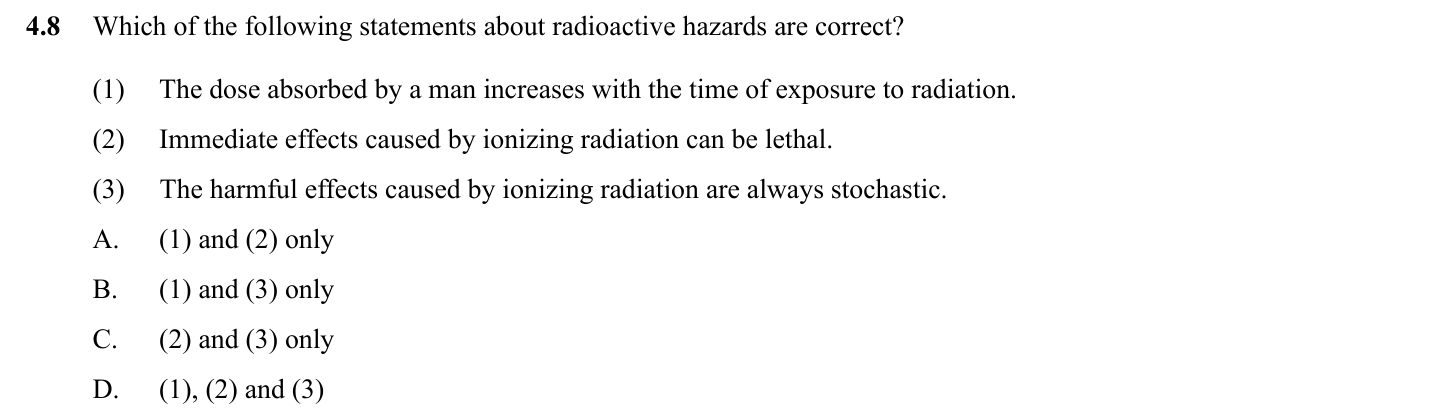 4.8 Which of the following statements about radioactive hazards are correct?
(1) The dose absorbed by a man increases with the time of exposure to radiation.
(2) Immediate effects caused by ionizing radiation can be lethal.
(3) The harmful effects caused by ionizing radiation are always stochastic.
A. (1) and (2) only
B. (1) and (3) only
C. (2) and (3) only
D. (1), (2) and (3)